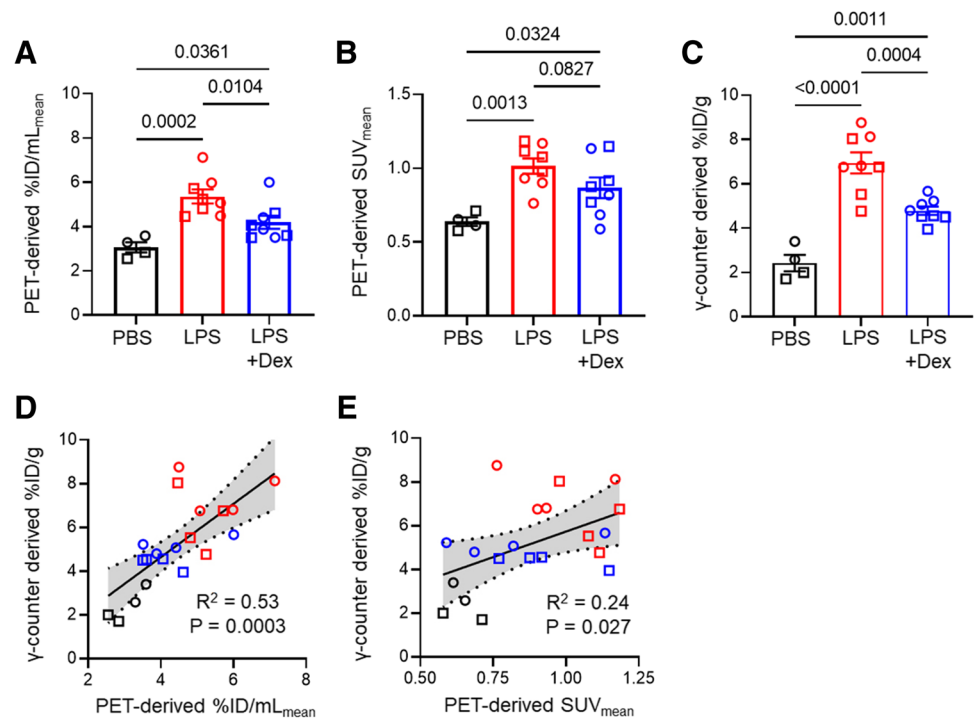 A
0.0361
0.0104
0.0002
PET-derived %ID/mLmean
10
8
6
4
2
0
PBS
LPS
LPS
+Dex
B
0.0324
0.0827
0.0013
PET-derived SUVmean
1.5
1.0
0.5
0.0
PBS
LPS
LPS
+Dex
C
0.0011
0.0004
<0.0001
γ-counter derived %ID/g
10
8
6
4
2
0
PBS
LPS
LPS
+Dex
D
γ-counter derived %ID/g
10
8
6
4
2
0
R² = 0.53
P = 0.0003
2
4
6
8
PET-derived %ID/mLmean
E
γ-counter derived %ID/g
10
8
6
4
2
0
R² = 0.24
P = 0.027
0.50
0.75
1.00
1.25
PET-derived SUVmean